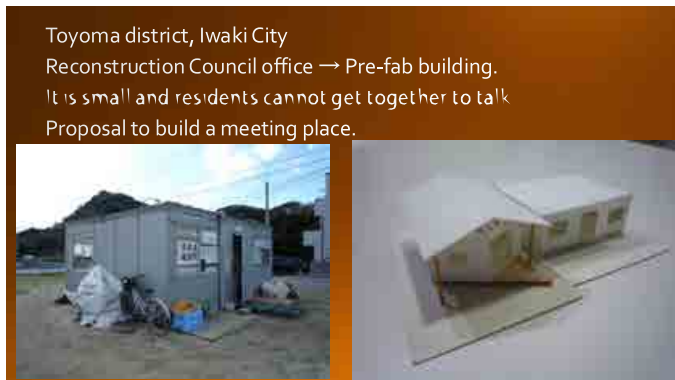 Toyoma district, Iwaki City
Reconstruction Council office → Pre-fab building.
It is small and residents cannot get together to talk
Proposal to build a meeting place.